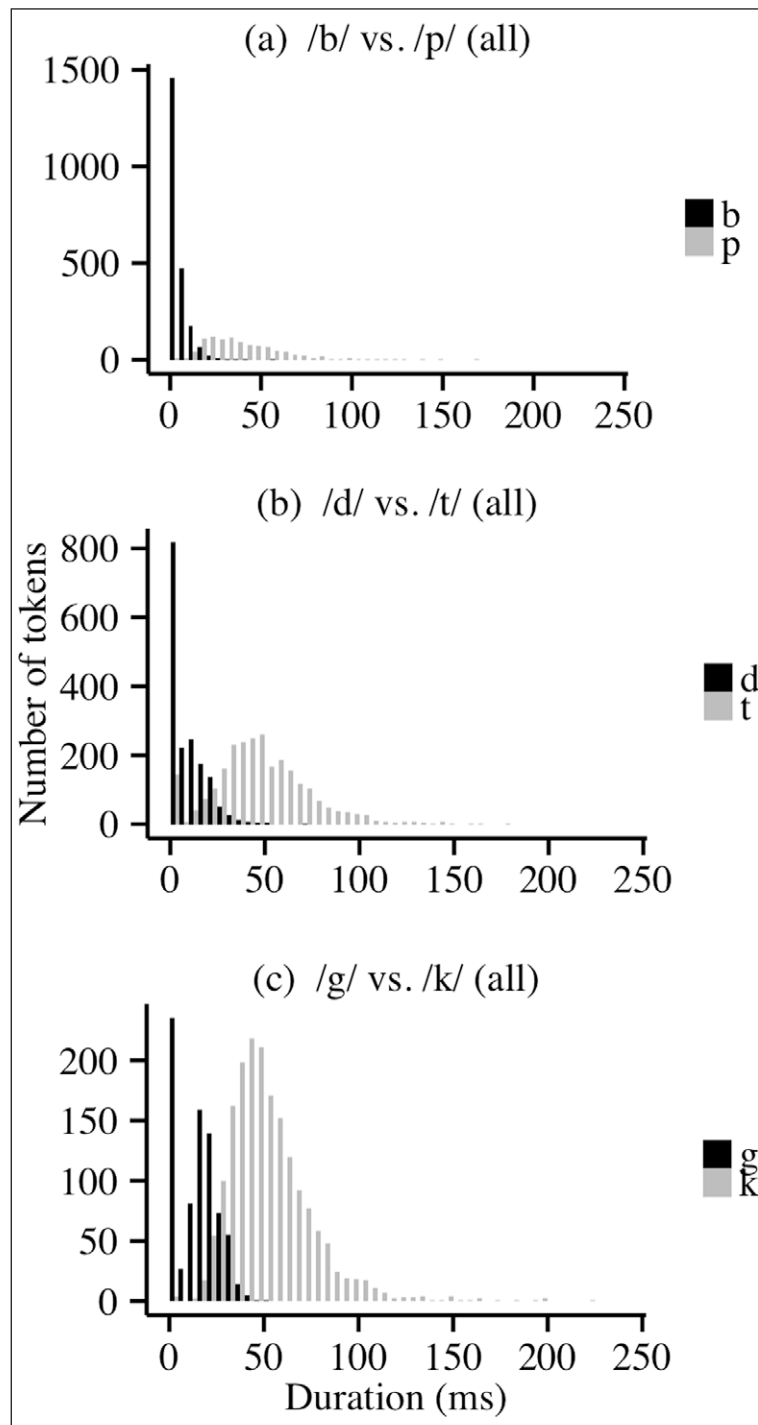 (a) /b/ vs. /p/ (all)
1500
1000
500
0
0 50 100 150 200 250
b
p
(b) /d/ vs. /t/ (all)
Number of tokens
800
600
400
200
0
0 50 100 150 200 250
d
t
(c) /g/ vs. /k/ (all)
200
150
100
50
0
0 50 100 150 200 250
g
k
Duration (ms)